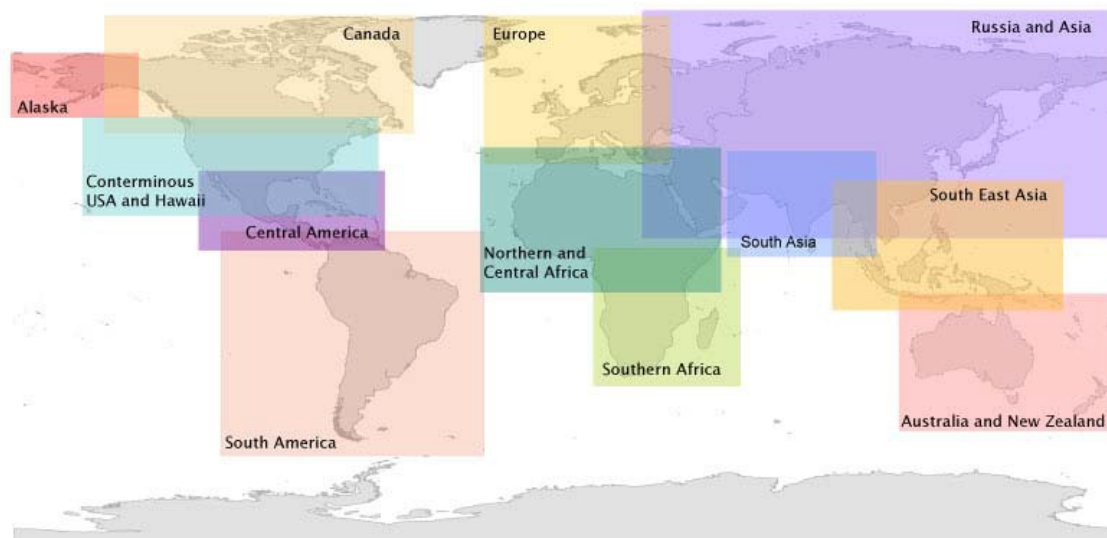 Canada
Europe
Russia and Asia
Alaska
Conterminous
USA and Hawaii
South East Asia
Central America
South Asia
Northern and
Central Africa
Southern Africa
South America
Australia and New Zealand